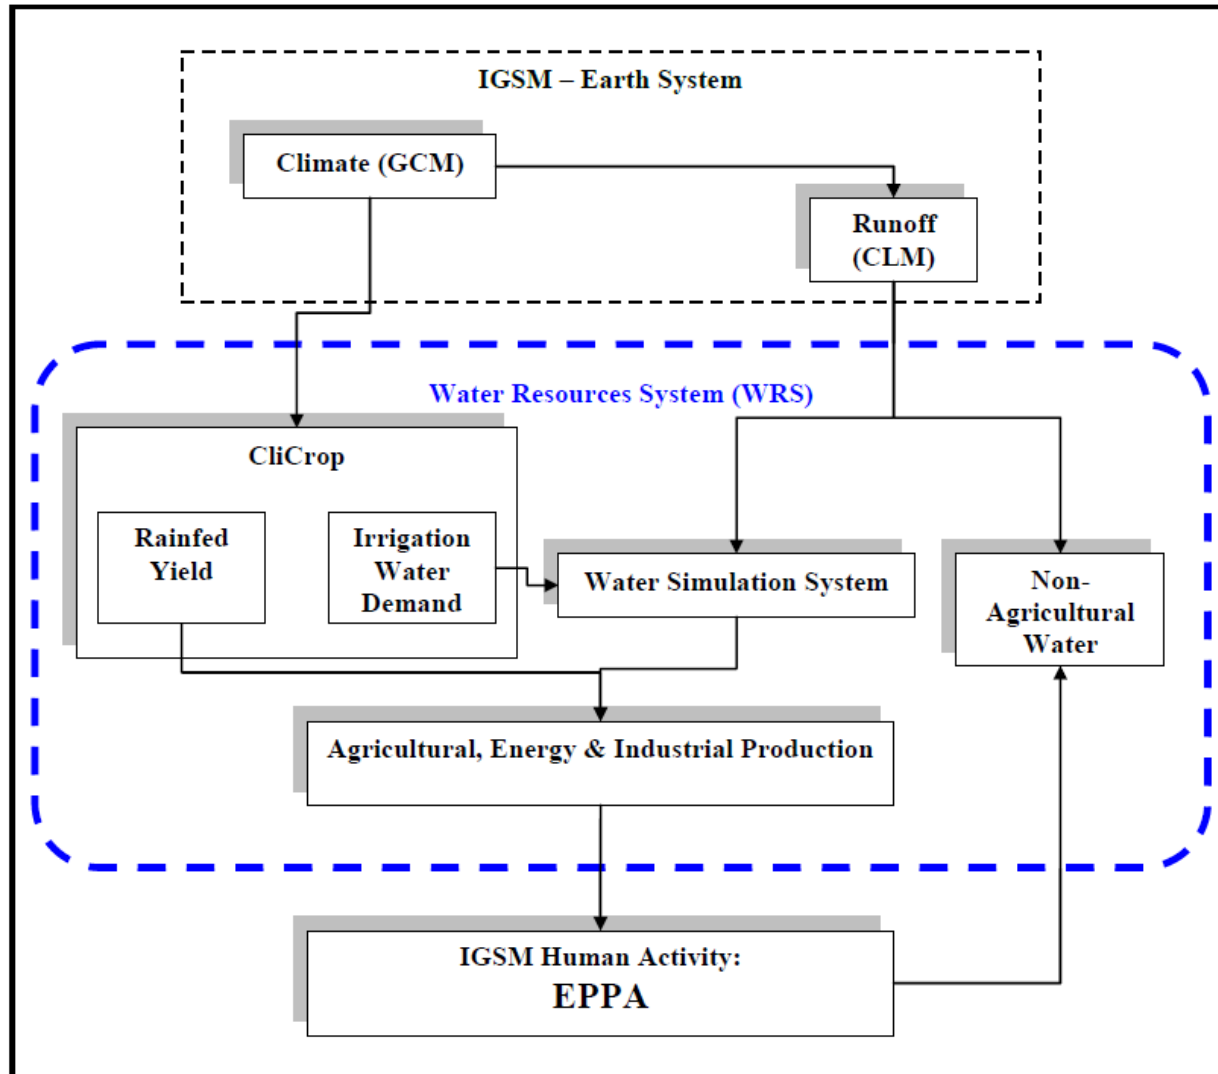 IGSM – Earth System
Climate (GCM)
Runoff
(CLM)
Water Resources System (WRS)
CliCrop
Rainfed
Yield
Irrigation
Water
Demand
Water Simulation System
Non-
Agricultural
Water
Agricultural, Energy & Industrial Production
IGSM Human Activity:
EPPA